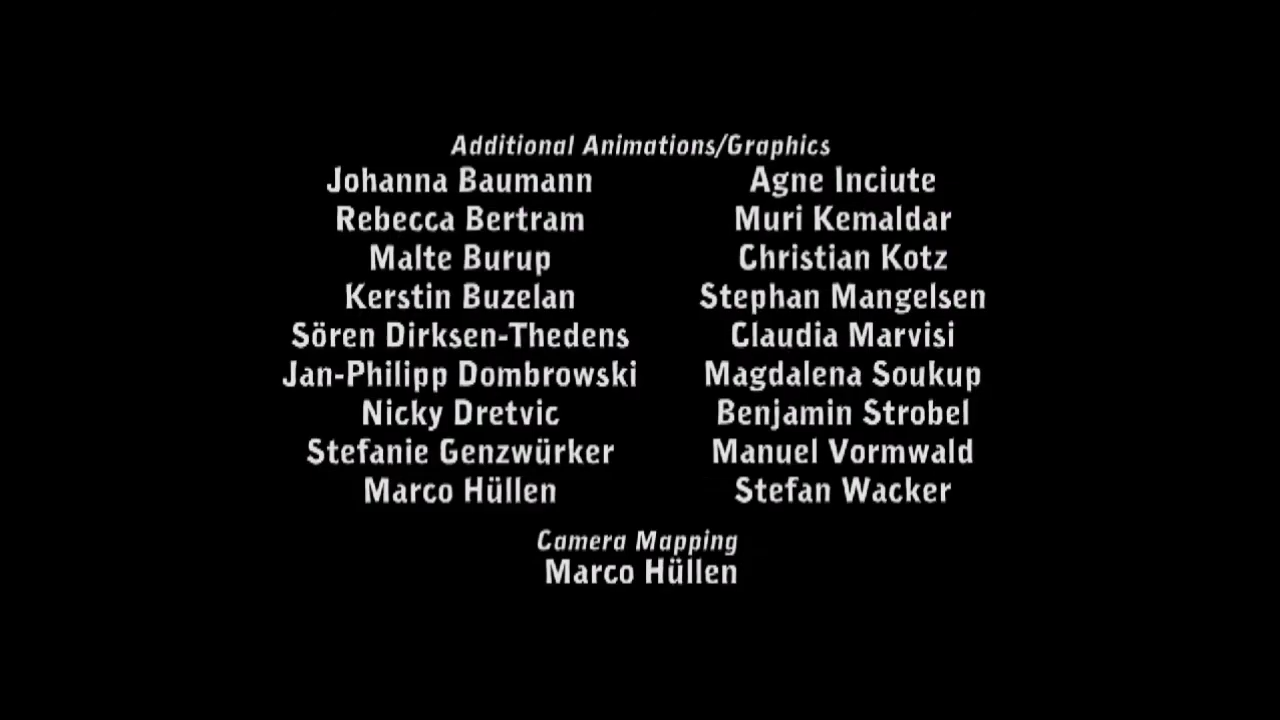 Additional Animations/Graphics
Johanna Baumann
Rebecca Bertram
Malte Burup
Kerstin Buzelan
Sören Dirksen-Thedens
Jan-Philipp Dombrowski
Nicky Dretvic
Stefanie Genzwürker
Marco Hüllen
Agne Inciute
Muri Kemaldar
Christian Kotz
Stephan Mangelsen
Claudia Marvisi
Magdalena Soukup
Benjamin Strobel
Manuel Vormwald
Stefan Wacker
Camera Mapping
Marco Hüllen